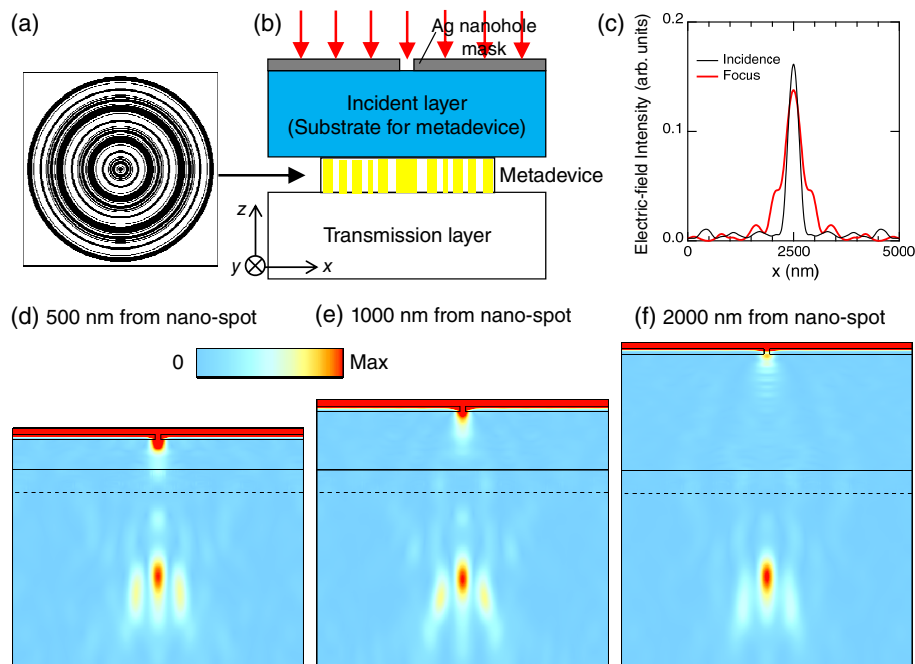 (a)
(b)
Ag nanohole
mask
Incident layer
(Substrate for metadevice)
Metadevice
Transmission layer
z
y
x
(c)
Electric-field Intensity (arb. units)
0.2
0.1
0.0
Incidence
Focus
0
2500
5000
x (nm)
(d) 500 nm from nano-spot
(e) 1000 nm from nano-spot
(f) 2000 nm from nano-spot
0
Max